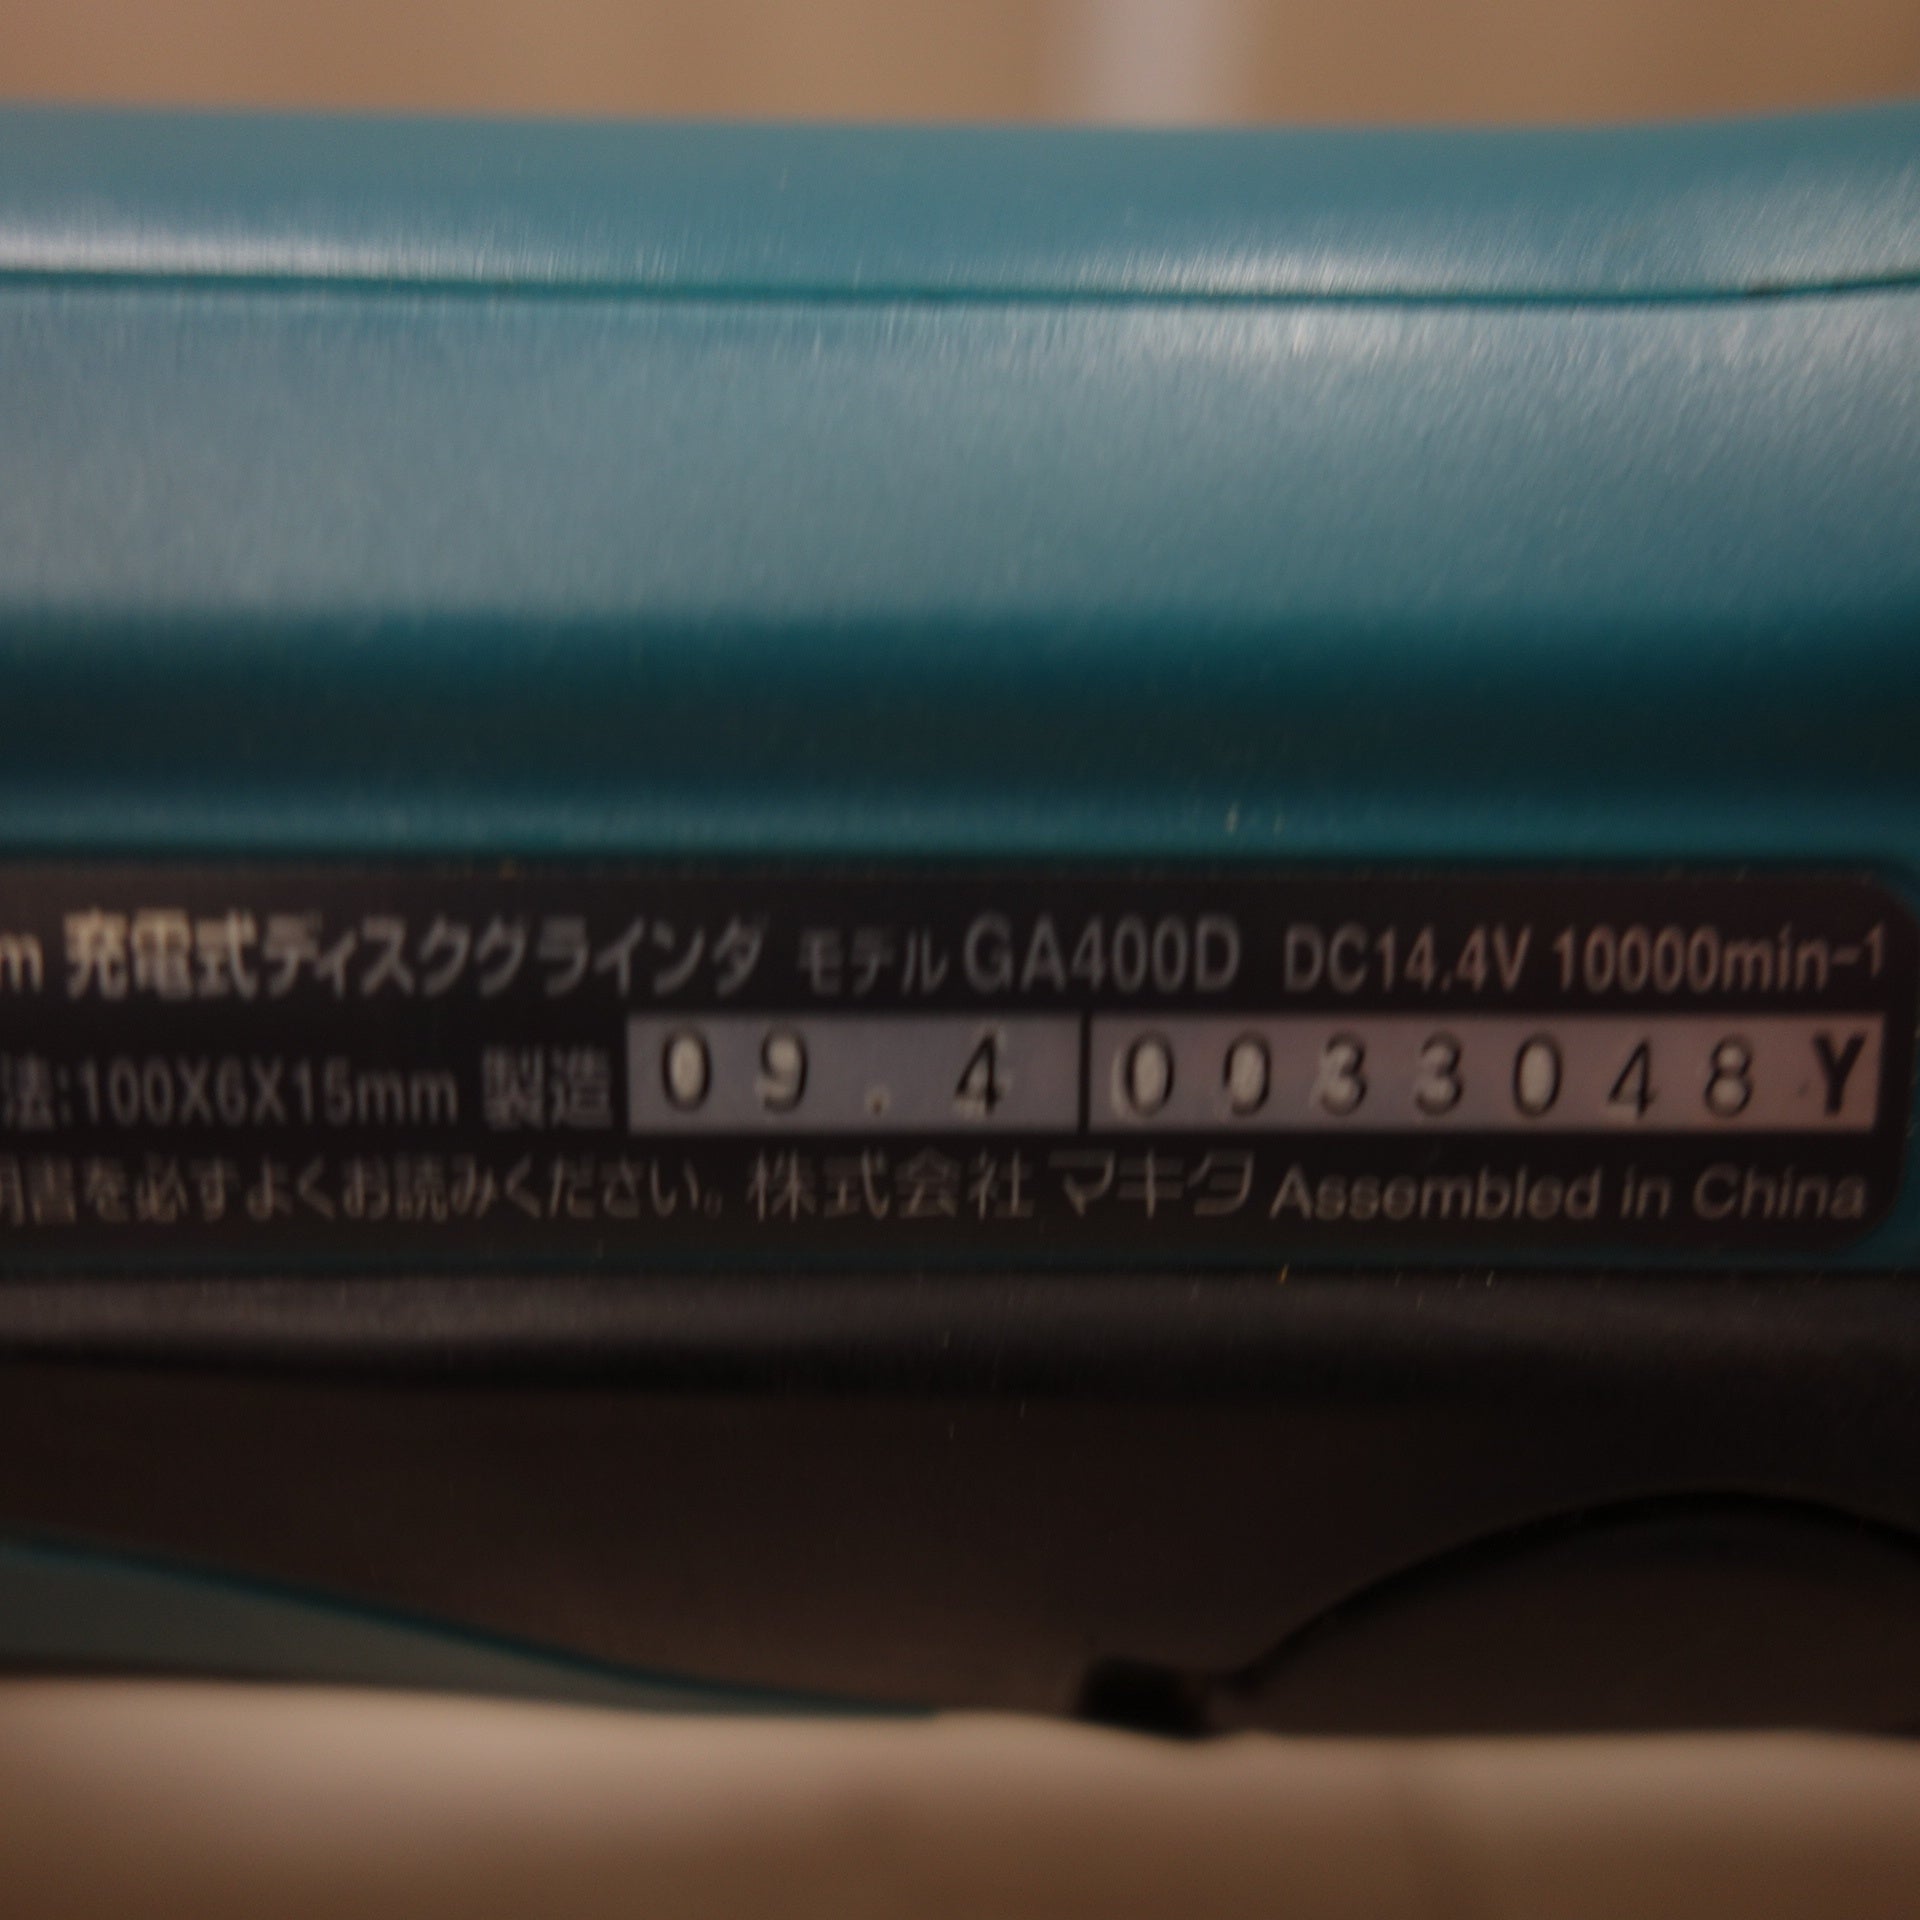 m 充電式ディスクグラインダ モデル GA400D DC14.4V 10000min-1
法:100X6X15mm 製造 09. 4 0033048Y
明書を必ずよくお読みください。株式会社マキタ Assembled in China